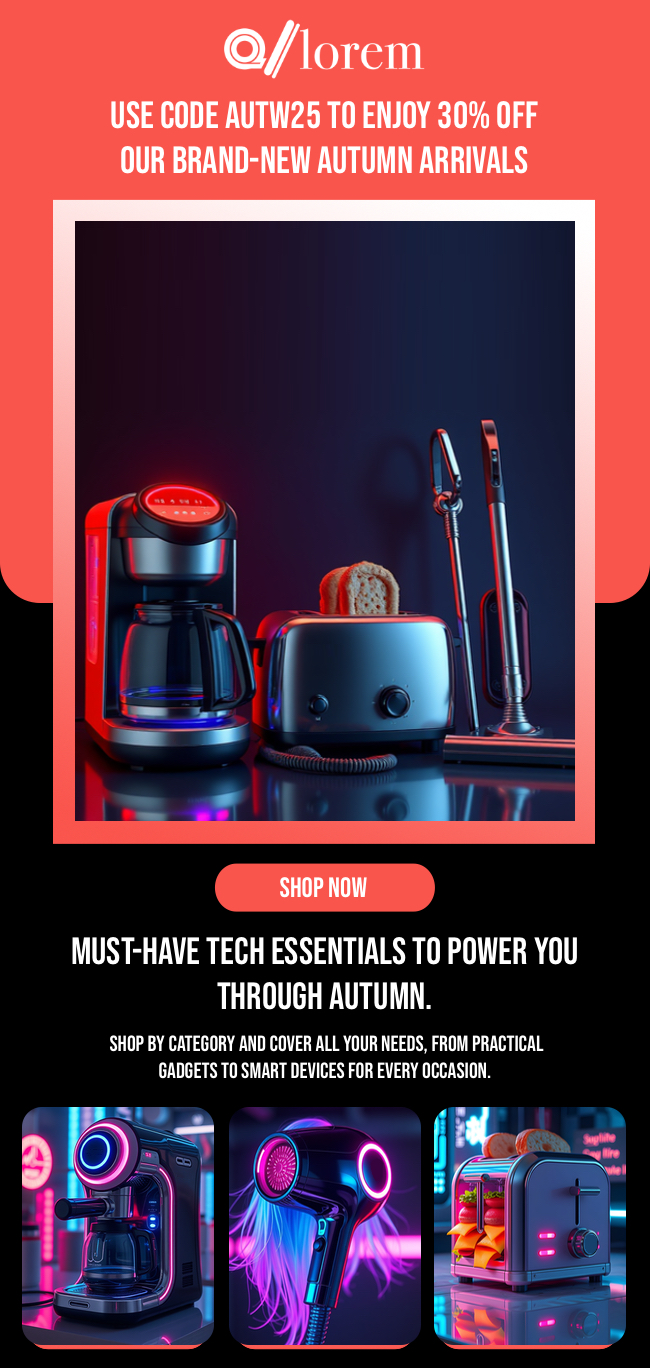 lorem
USE CODE AUTW25 TO ENJOY 30% OFF
OUR BRAND-NEW AUTUMN ARRIVALS
SHOP NOW
MUST-HAVE TECH ESSENTIALS TO POWER YOU
THROUGH AUTUMN.
SHOP BY CATEGORY AND COVER ALL YOUR NEEDS, FROM PRACTICAL
GADGETS TO SMART DEVICES FOR EVERY OCCASION.